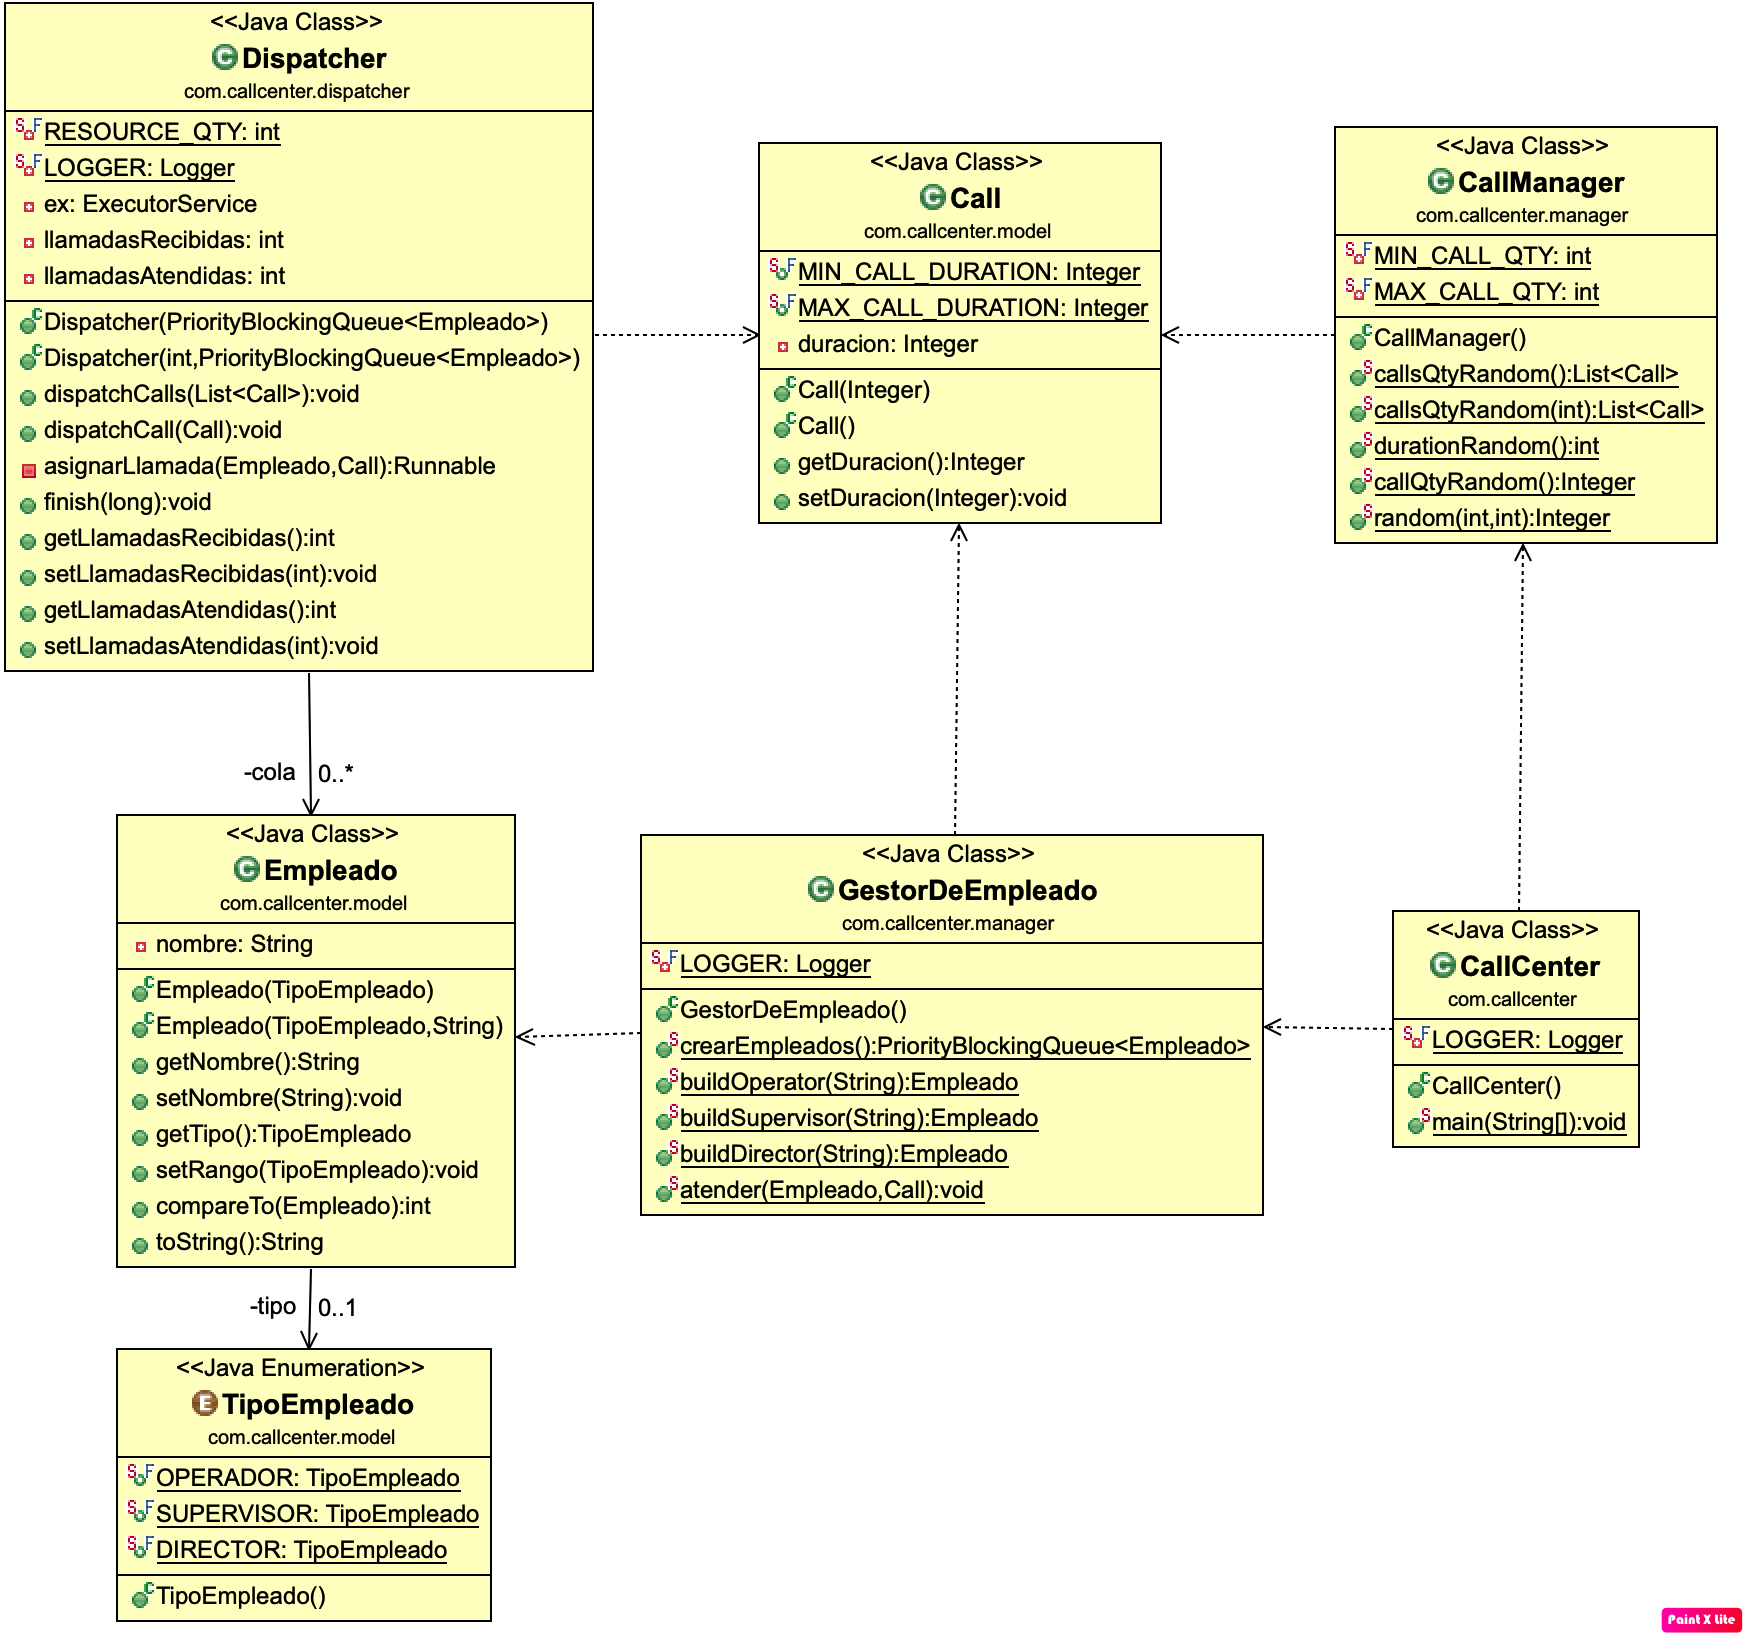 <<Java Class>>
Dispatcher
com.callcenter.dispatcher
RESOURCE_QTY: int
LOGGER: Logger
ex: ExecutorService
llamadasRecibidas: int
llamadasAtendidas: int
Dispatcher(PriorityBlockingQueue<Empleado>)
Dispatcher(int,PriorityBlockingQueue<Empleado>)
dispatchCalls(List<Call>):void
dispatchCall(Call):void
asignarLlamada(Empleado,Call):Runnable
finish(long):void
getLlamadasRecibidas():int
setLlamadasRecibidas(int):void
getLlamadasAtendidas():int
setLlamadasAtendidas(int):void
<<Java Class>>
Call
com.callcenter.model
MIN_CALL_DURATION: Integer
MAX_CALL_DURATION: Integer
duracion: Integer
Call(Integer)
Call()
getDuracion():Integer
setDuracion(Integer):void
<<Java Class>>
CallManager
com.callcenter.manager
MIN_CALL_QTY: int
MAX_CALL_QTY: int
CallManager()
callsQtyRandom():List<Call>
callsQtyRandom(int):List<Call>
durationRandom():int
callQtyRandom():Integer
random(int,int):Integer
-cola 0..*
<<Java Class>>
Empleado
com.callcenter.model
nombre: String
Empleado(TipoEmpleado)
Empleado(TipoEmpleado,String)
getNombre():String
setNombre(String):void
getTipo():TipoEmpleado
setRango(TipoEmpleado):void
compareTo(Empleado):int
toString():String
<<Java Class>>
GestorDeEmpleado
com.callcenter.manager
LOGGER: Logger
GestorDeEmpleado()
crearEmpleados():PriorityBlockingQueue<Empleado>
buildOperator(String):Empleado
buildSupervisor(String):Empleado
buildDirector(String):Empleado
atender(Empleado,Call):void
<<Java Class>>
CallCenter
com.callcenter
LOGGER: Logger
CallCenter()
main(String[]):void
-tipo 0..1
<<Java Enumeration>>
TipoEmpleado
com.callcenter.model
OPERADOR: TipoEmpleado
SUPERVISOR: TipoEmpleado
DIRECTOR: TipoEmpleado
TipoEmpleado()
Paint X Lite